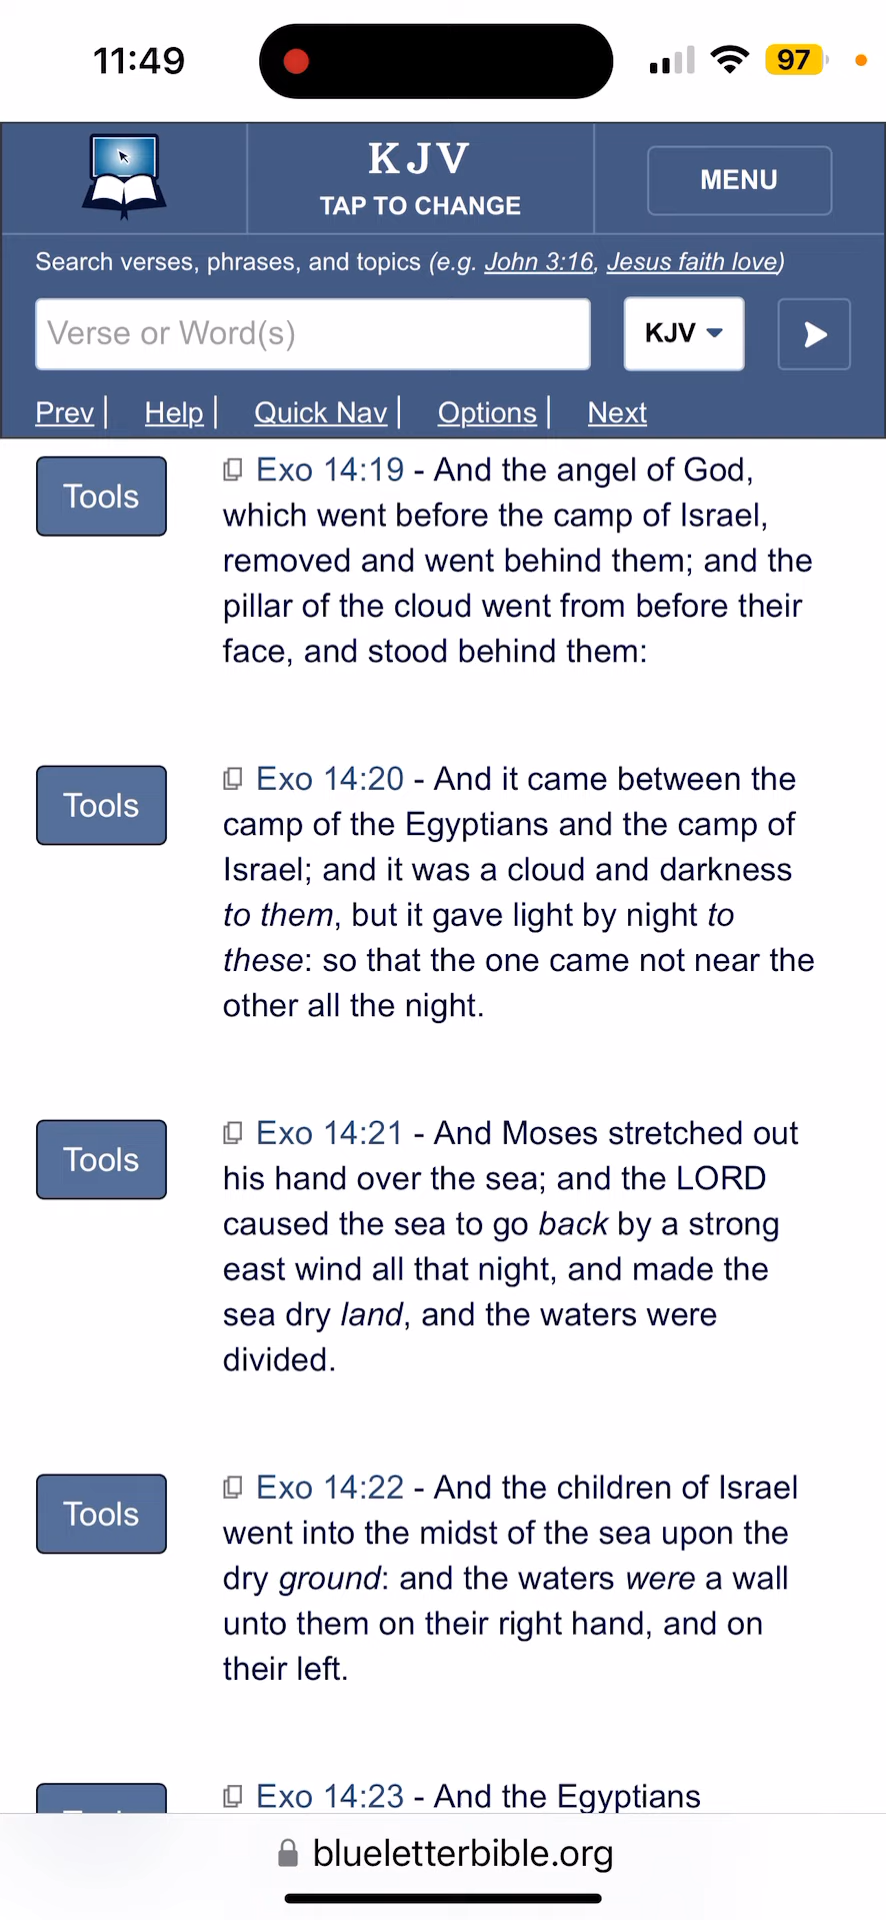 11:49
97
KJV
TAP TO CHANGE
MENU
Search verses, phrases, and topics (e.g. John 3:16, Jesus faith love)
Verse or Word(s)
KJV
Prev | Help | Quick Nav | Options | Next
Tools
Exo 14:19 - And the angel of God,
which went before the camp of Israel,
removed and went behind them; and the
pillar of the cloud went from before their
face, and stood behind them:
Tools
Exo 14:20 - And it came between the
camp of the Egyptians and the camp of
Israel; and it was a cloud and darkness
to them, but it gave light by night to
these: so that the one came not near the
other all the night.
Tools
Exo 14:21 - And Moses stretched out
his hand over the sea; and the LORD
caused the sea to go back by a strong
east wind all that night, and made the
sea dry land, and the waters were
divided.
Tools
Exo 14:22 - And the children of Israel
went into the midst of the sea upon the
dry ground: and the waters were a wall
unto them on their right hand, and on
their left.
Exo 14:23 - And the Egyptians
blueletterbible.org